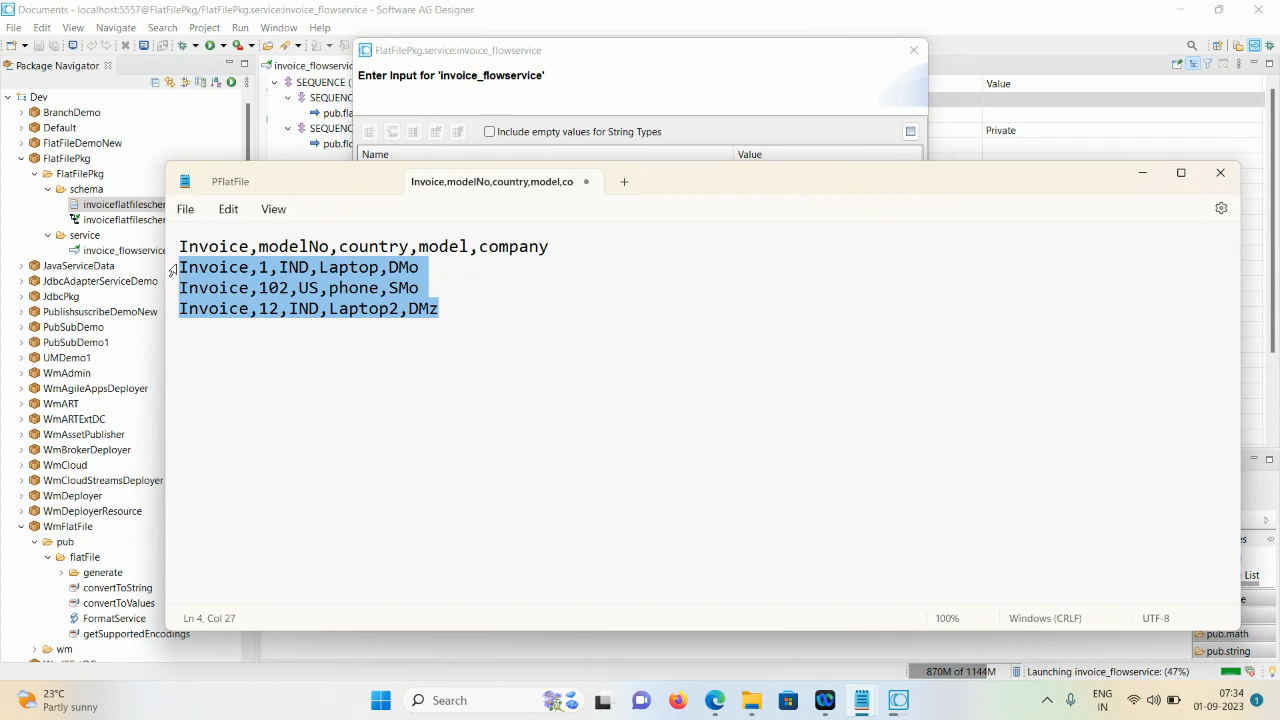 Documents - localhost:5557/FlatFilePkg/FlatFilePkg.service:invoice_flowservice - Software AG Designer
File Edit View Navigate Search Project Run Window Help
Package Navigator
Dev
BranchDemo
Default
FlatFileDemoNew
FlatFilePkg
FlatFilePkg
schema
invoiceflatfilescher
invoiceflatfilescher
service
invoice_flowservice
JavaServiceData
JdbcAdapterServiceDemo
JdbcPkg
PublishsuscribeDemoNew
PubSubDemo
PubSubDemo1
UMDemo1
WmAdmin
WmAgileAppsDeployer
WmART
WmARTExtDC
WmAssetPublisher
WmBrokerDeployer
WmCloud
WmCloudStreamsDeployer
WmDeployer
WmDeployerResource
WmFlatFile
pub
flatFile
generate
convertToString
convertToValues
FormatService
getSupportedEncodings
wm
invoice_flowservic
SEQUENCE (
SEQUENC
pub.fla
SEQUENC
pub.flo
FlatFilePkg.service:invoice_flowservice
Enter Input for 'invoice_flowservice'
Include empty values for String Types
Name Value
Value
Private
PFlatFile Invoice,modelNo,country,model,co
File Edit View
Invoice,modelNo,country,model,company
Invoice,1,IND,Laptop,DMo
Invoice,102,US,phone,SMo
Invoice,12,IND,Laptop2,DMz
Ln 4, Col 27 100% Windows (CRLF) UTF-8
es
List
e
pub.math
pub.string
870M of 1144M Launching invoice_flowservice: (47%)
23°C
Partly sunny
Search
ENG
IN
07:34
01-09-2023
1